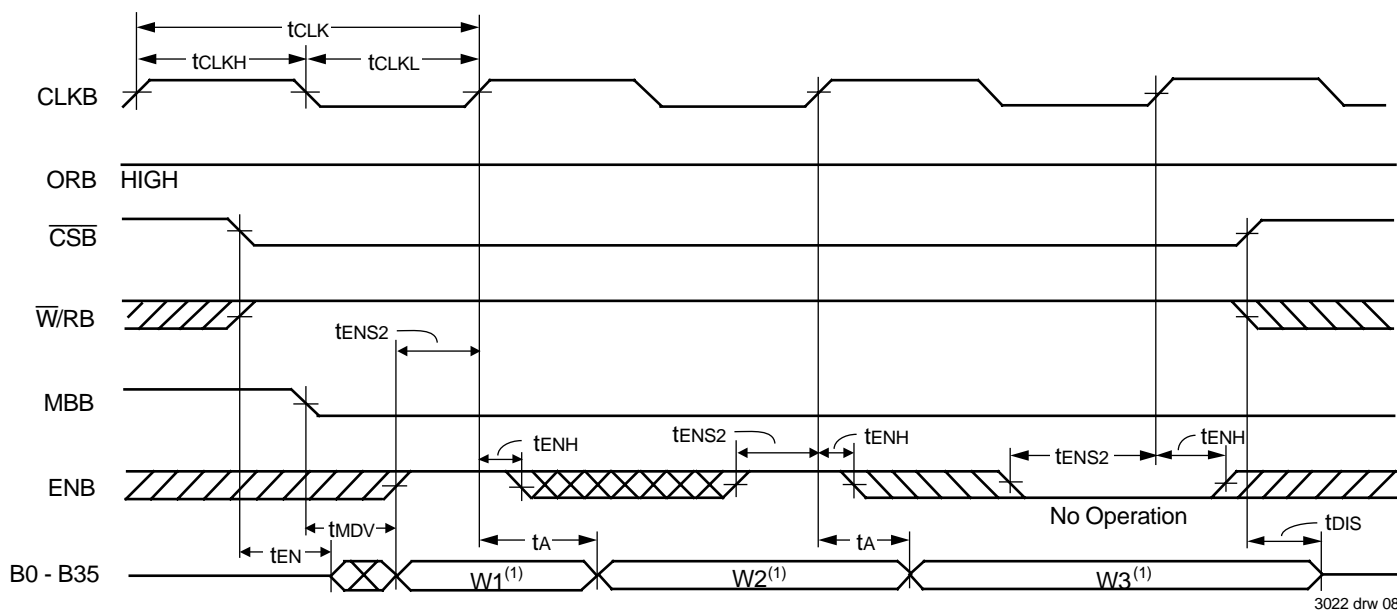 tCLK
tCLKH tCLKL
CLKB
ORB HIGH
CSB
W/RB
tENS2
MBB
tENH tENS2 tENH tENS2 tENH
ENB
No Operation
tMDV tDIS
tEN tA tA
B0 - B35 W1(1) W2(1) W3(1)
3022 drw 08